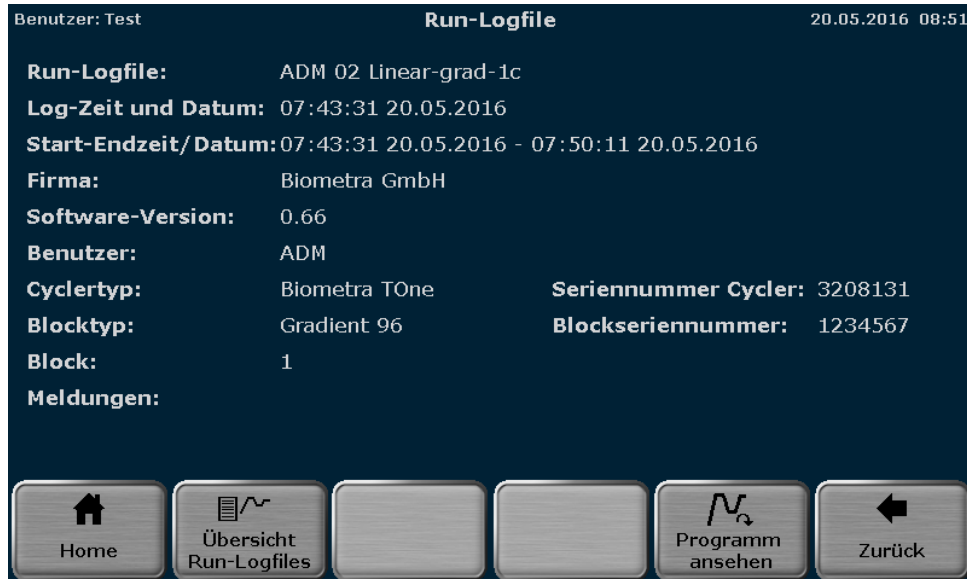 Benutzer: Test Run-Logfile 20.05.2016 08:51
Run-Logfile: ADM 02 Linear-grad-1c
Log-Zeit und Datum: 07:43:31 20.05.2016
Start-Endzeit/Datum: 07:43:31 20.05.2016 - 07:50:11 20.05.2016
Firma: Biometra GmbH
Software-Version: 0.66
Benutzer: ADM
Cyclertyp: Biometra TOne Seriennummer Cycler: 3208131
Blocktyp: Gradient 96 Blockseriennummer: 1234567
Block: 1
Meldungen:
Home
Übersicht
Run-Logfiles
Programm
ansehen
Zurück